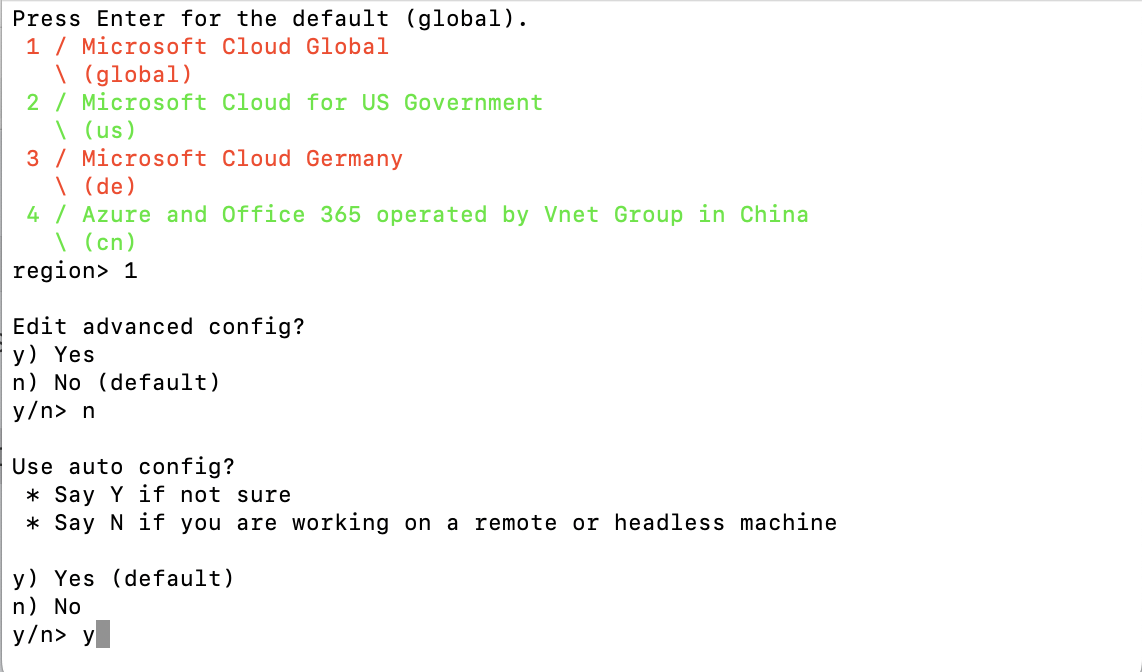 Press Enter for the default (global).
 1 / Microsoft Cloud Global
   \ (global)
 2 / Microsoft Cloud for US Government
   \ (us)
 3 / Microsoft Cloud Germany
   \ (de)
 4 / Azure and Office 365 operated by Vnet Group in China
   \ (cn)
region> 1

Edit advanced config?
y) Yes
n) No (default)
y/n> n

Use auto config?
 * Say Y if not sure
 * Say N if you are working on a remote or headless machine

y) Yes (default)
n) No
y/n> y